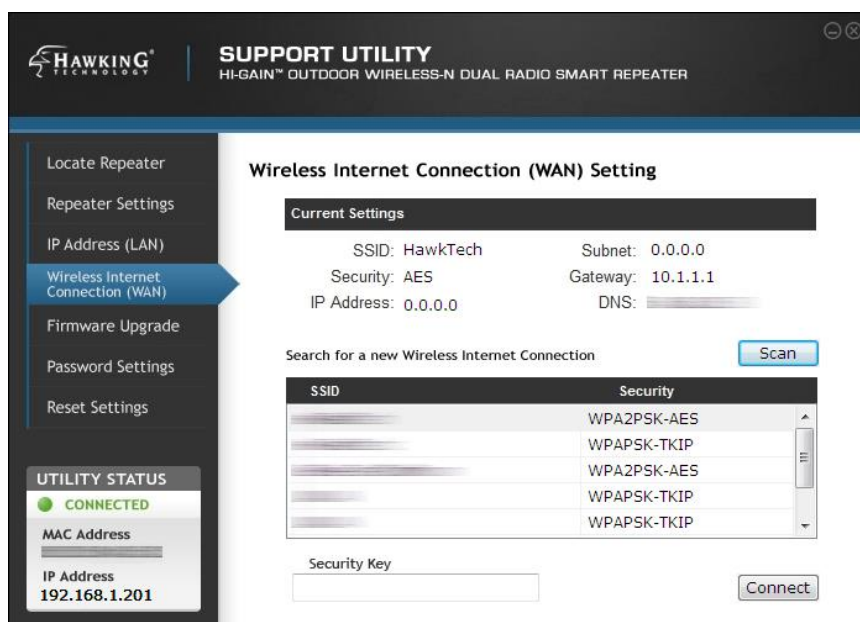 HAWKING®
TECHNOLOGY
SUPPORT UTILITY
HI-GAIN™ OUTDOOR WIRELESS-N DUAL RADIO SMART REPEATER
Locate Repeater
Repeater Settings
IP Address (LAN)
Wireless Internet
Connection (WAN)
Firmware Upgrade
Password Settings
Reset Settings
UTILITY STATUS
CONNECTED
MAC Address
IP Address
192.168.1.201
Wireless Internet Connection (WAN) Setting
Current Settings
SSID: HawkTech Subnet: 0.0.0.0
Security: AES Gateway: 10.1.1.1
IP Address: 0.0.0.0 DNS:
Search for a new Wireless Internet Connection Scan
SSID Security
WPA2PSK-AES
WPAPSK-TKIP
WPA2PSK-AES
WPAPSK-TKIP
WPAPSK-TKIP
Security Key
Connect